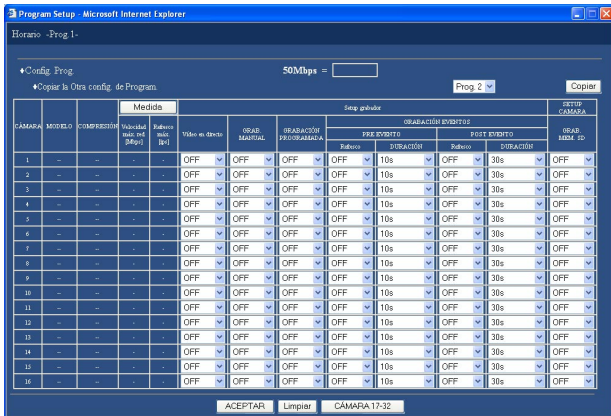 Program Setup - Microsoft Internet Explorer
Horario -Prog.1-
♦Config. Prog. 50Mbps =
♦Copiar la Otra config. de Program. Prog. 2 Copiar
Medida Setup grabador SETUP CÁMARA
CÁMARA MODELO COMPRESIÓN Velocidad máx. red [Mbps] Refresco máx. [ips] Vídeo en directo GRAB. MANUAL GRABACIÓN PROGRAMADA GRABACIÓN EVENTOS GRAB. MEM. SD
PRE EVENTO POST EVENTO
Refresco DURACIÓN Refresco DURACIÓN
1 -- -- - - OFF OFF OFF OFF 10s OFF 30s OFF
2 -- -- - - OFF OFF OFF OFF 10s OFF 30s OFF
3 -- -- - - OFF OFF OFF OFF 10s OFF 30s OFF
4 -- -- - - OFF OFF OFF OFF 10s OFF 30s OFF
5 -- -- - - OFF OFF OFF OFF 10s OFF 30s OFF
6 -- -- - - OFF OFF OFF OFF 10s OFF 30s OFF
7 -- -- - - OFF OFF OFF OFF 10s OFF 30s OFF
8 -- -- - - OFF OFF OFF OFF 10s OFF 30s OFF
9 -- -- - - OFF OFF OFF OFF 10s OFF 30s OFF
10 -- -- - - OFF OFF OFF OFF 10s OFF 30s OFF
11 -- -- - - OFF OFF OFF OFF 10s OFF 30s OFF
12 -- -- - - OFF OFF OFF OFF 10s OFF 30s OFF
13 -- -- - - OFF OFF OFF OFF 10s OFF 30s OFF
14 -- -- - - OFF OFF OFF OFF 10s OFF 30s OFF
15 -- -- - - OFF OFF OFF OFF 10s OFF 30s OFF
16 -- -- - - OFF OFF OFF OFF 10s OFF 30s OFF
ACEPTAR Limpiar CÁMARA 17-32